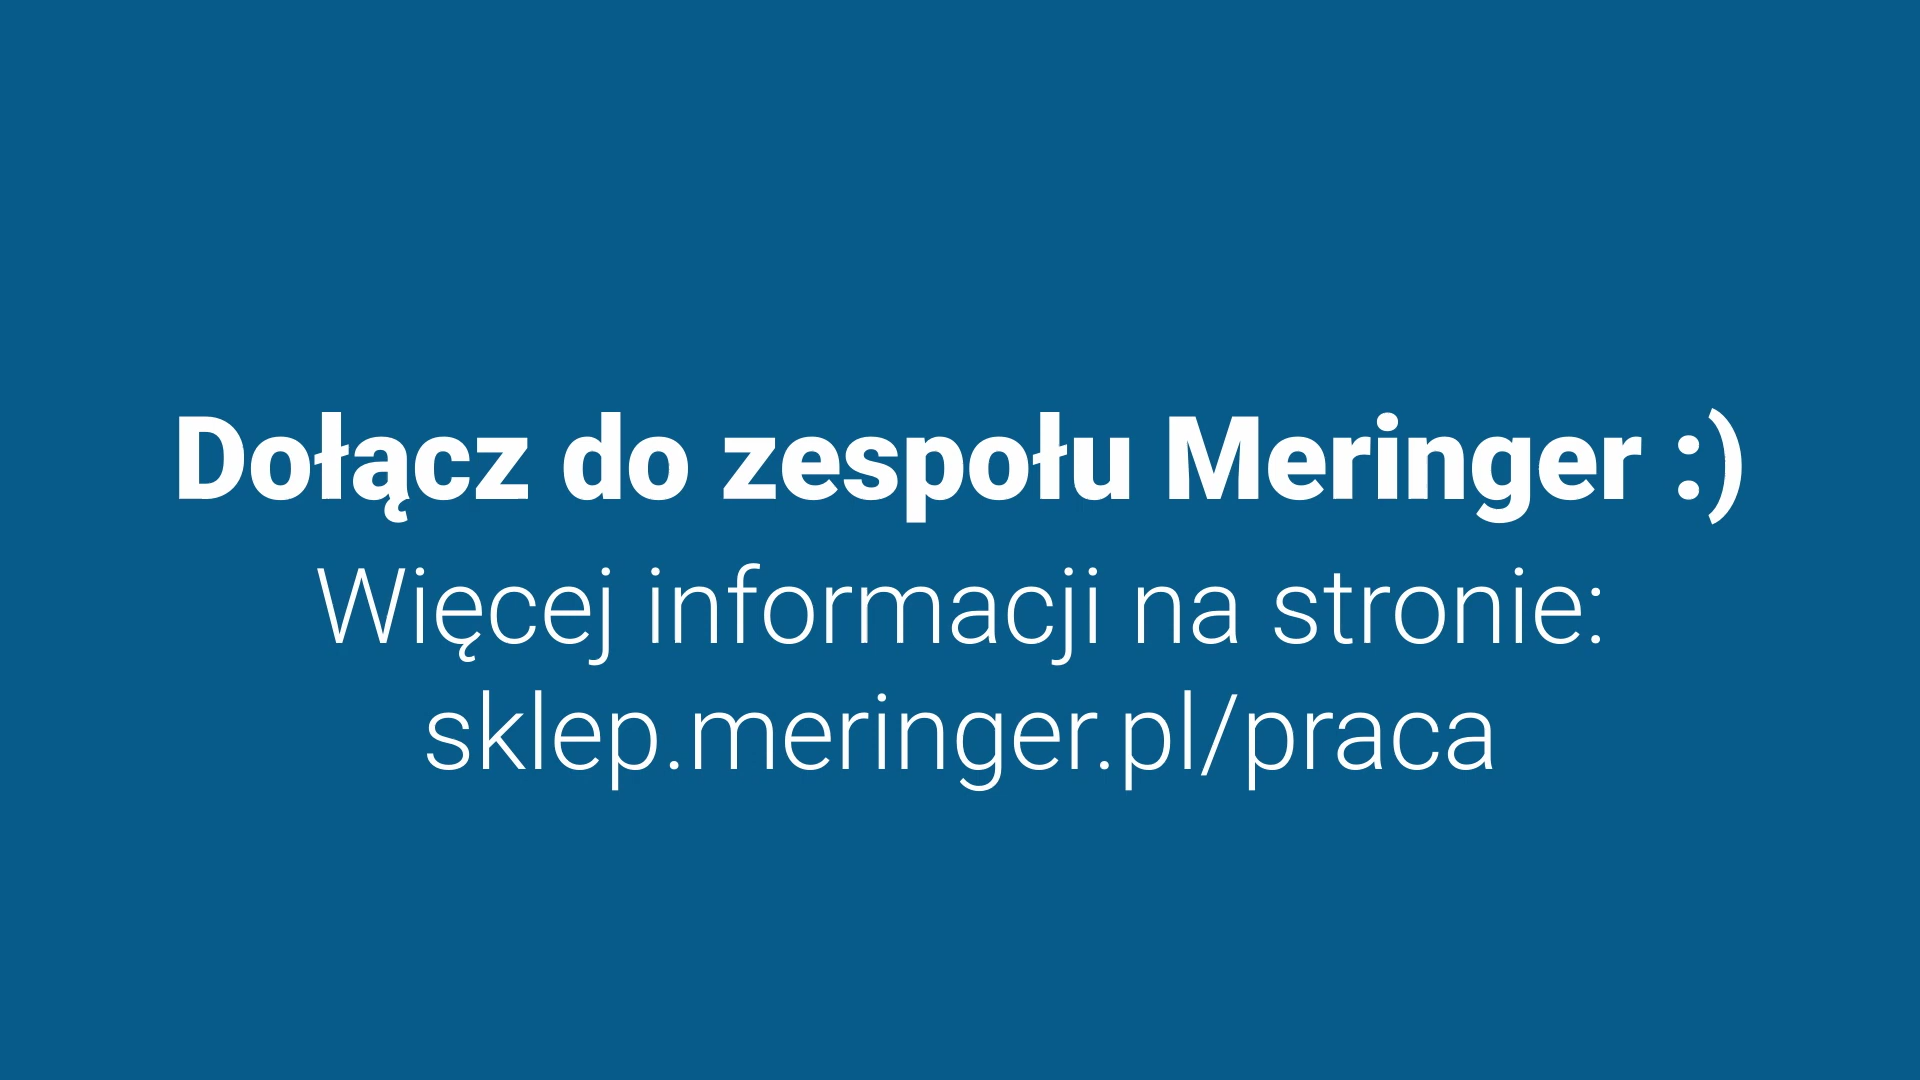 Dołącz do zespołu Meringer :)
Więcej informacji na stronie:
sklep.meringer.pl/praca